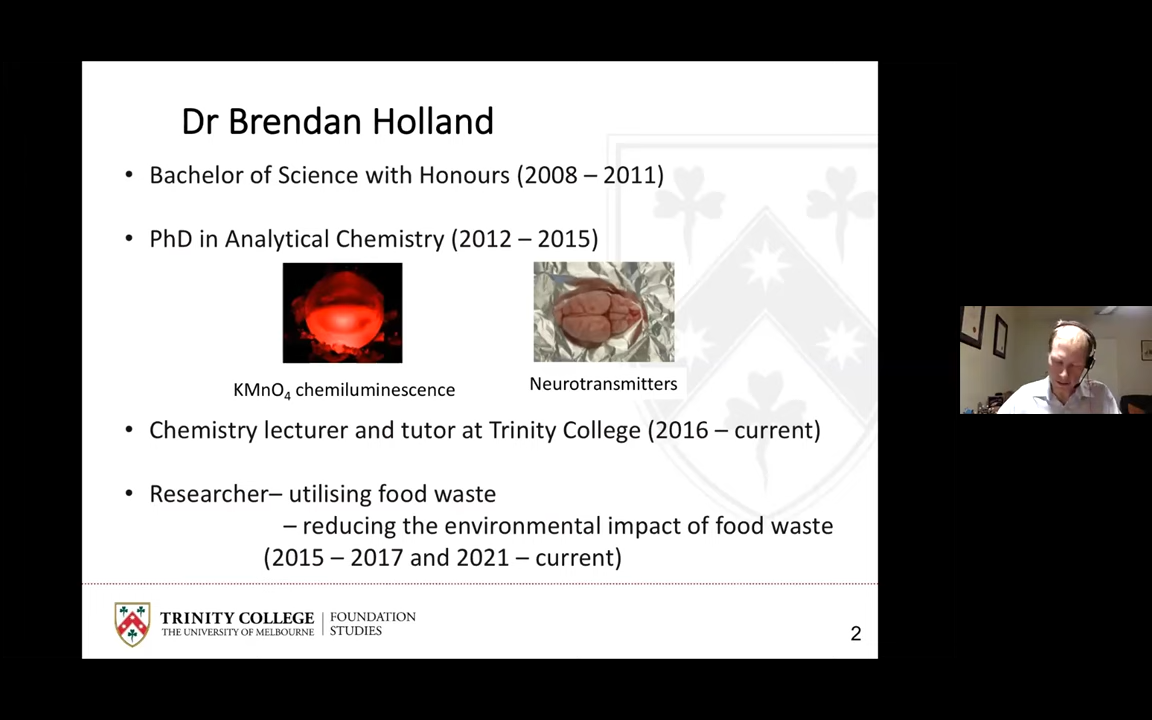 Dr Brendan Holland
• Bachelor of Science with Honours (2008 – 2011)
• PhD in Analytical Chemistry (2012 – 2015)
KMnO₄ chemiluminescence
Neurotransmitters
• Chemistry lecturer and tutor at Trinity College (2016 – current)
• Researcher– utilising food waste
– reducing the environmental impact of food waste
(2015 – 2017 and 2021 – current)
TRINITY COLLEGE
THE UNIVERSITY OF MELBOURNE
FOUNDATION
STUDIES
2